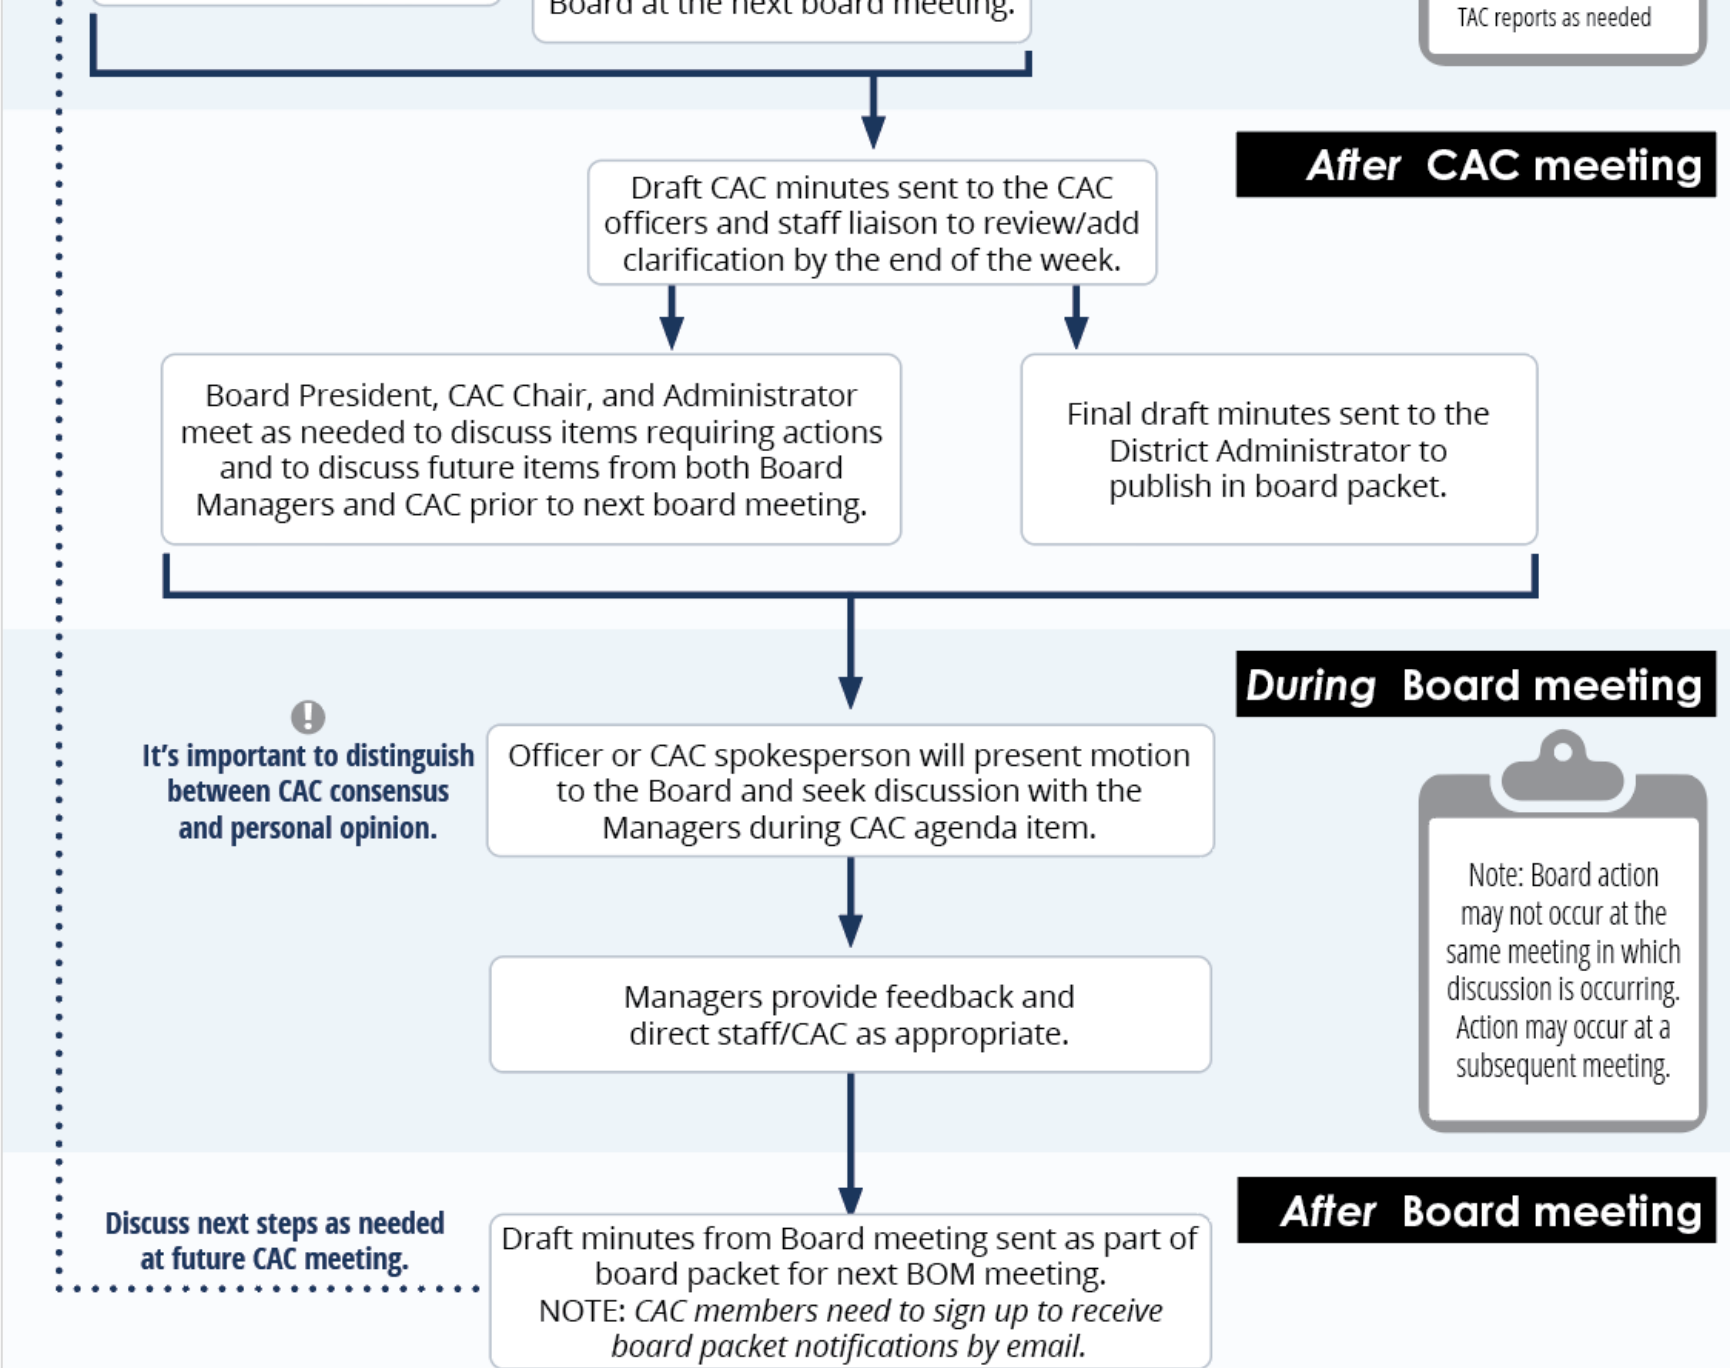 Board at the next board meeting.
TAC reports as needed
After CAC meeting
Draft CAC minutes sent to the CAC
officers and staff liaison to review/add
clarification by the end of the week.
Board President, CAC Chair, and Administrator
meet as needed to discuss items requiring actions
and to discuss future items from both Board
Managers and CAC prior to next board meeting.
Final draft minutes sent to the
District Administrator to
publish in board packet.
During Board meeting
It's important to distinguish
between CAC consensus
and personal opinion.
Officer or CAC spokesperson will present motion
to the Board and seek discussion with the
Managers during CAC agenda item.
Note: Board action
may not occur at the
same meeting in which
discussion is occurring.
Action may occur at a
subsequent meeting.
Managers provide feedback and
direct staff/CAC as appropriate.
After Board meeting
Discuss next steps as needed
at future CAC meeting.
Draft minutes from Board meeting sent as part of
board packet for next BOM meeting.
NOTE: CAC members need to sign up to receive
board packet notifications by email.